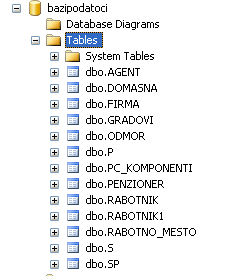 bazipodatoci
Database Diagrams
Tables
System Tables
dbo.AGENT
dbo.DOMASNA
dbo.FIRMA
dbo.GRADOVI
dbo.ODMOR
dbo.P
dbo.PC_KOMPONENTI
dbo.PENZIONER
dbo.RABOTNIK
dbo.RABOTNIK1
dbo.RABOTNO_MESTO
dbo.S
dbo.SP